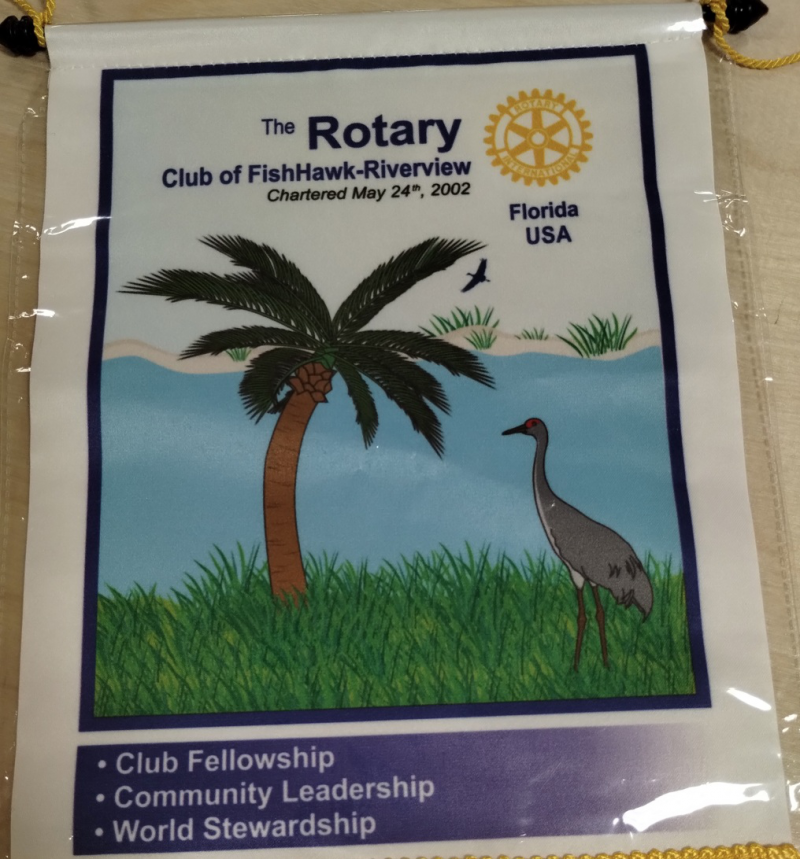 The Rotary
Club of FishHawk-Riverview
Chartered May 24th, 2002
ROTARY
INTERNATIONAL
Florida
USA
• Club Fellowship
• Community Leadership
• World Stewardship